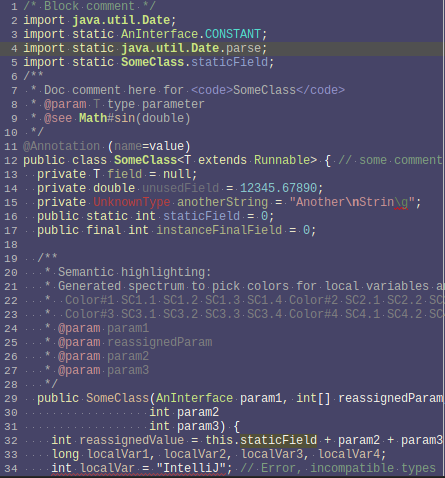 1 /* Block comment */
2 import java.util.Date;
3 import static AnInterface.CONSTANT;
4 import static java.util.Date.parse;
5 import static SomeClass.staticField;
6 /**
7 * Doc comment here for <code>SomeClass</code>
8 * @param T type parameter
9 * @see Math#sin(double)
10 */
11 @Annotation (name=value)
12 public class SomeClass<T extends Runnable> { // some comment
13 private T field = null;
14 private double unusedField = 12345.67890;
15 private UnknownType anotherString = "Another\nStrin\g";
16 public static int staticField = 0;
17 public final int instanceFinalField = 0;
18
19 /**
20 * Semantic highlighting:
21 * Generated spectrum to pick colors for local variables a
22 * Color#1 SC1.1 SC1.2 SC1.3 SC1.4 Color#2 SC2.1 SC2.2 SC
23 * Color#3 SC3.1 SC3.2 SC3.3 SC3.4 Color#4 SC4.1 SC4.2 SC
24 * @param param1
25 * @param reassignedParam
26 * @param param2
27 * @param param3
28 */
29 public SomeClass(AnInterface param1, int[] reassignedParam
30 int param2
31 int param3) {
32 int reassignedValue = this.staticField + param2 + param3
33 long localVar1, localVar2, localVar3, localVar4;
34 int localVar = "IntelliJ"; // Error, incompatible types